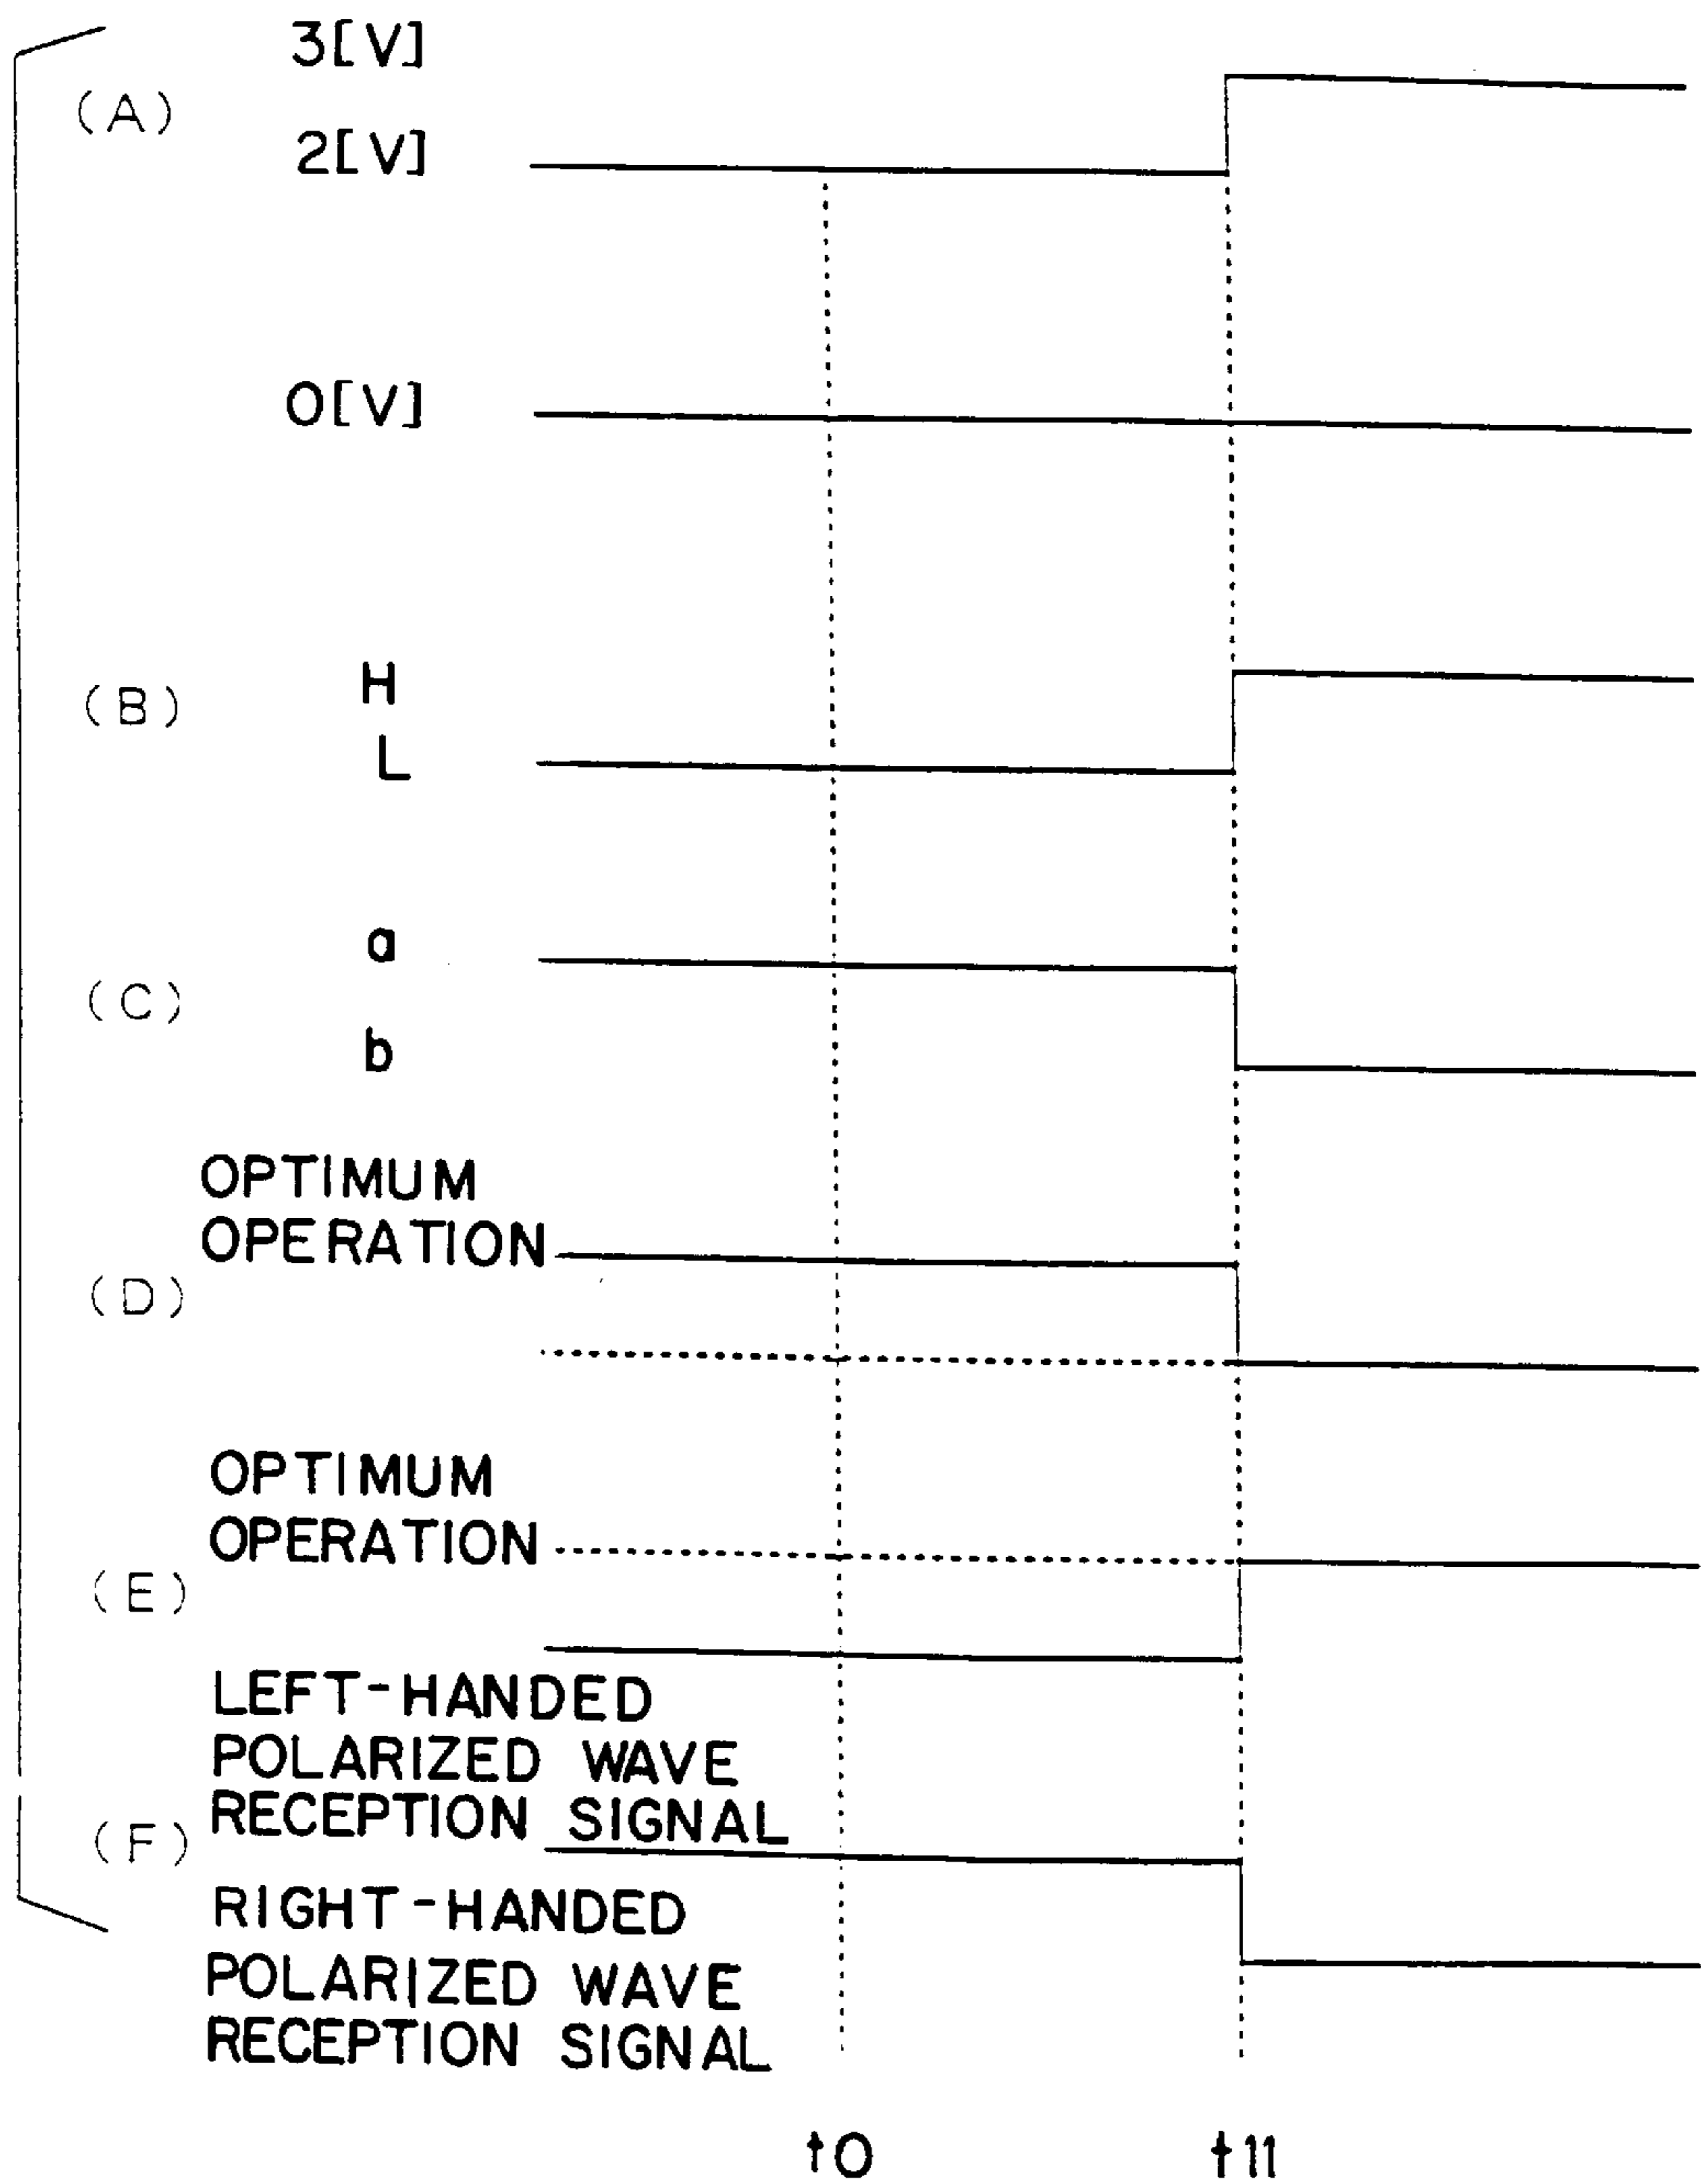 3[V]
(A)
2[V]
0[V]
H
(B)
L
a
(C)
b
OPTIMUM
OPERATION
(D)
OPTIMUM
OPERATION
(E)
LEFT-HANDED
POLARIZED WAVE
RECEPTION SIGNAL
(F)
RIGHT-HANDED
POLARIZED WAVE
RECEPTION SIGNAL
t0 t11